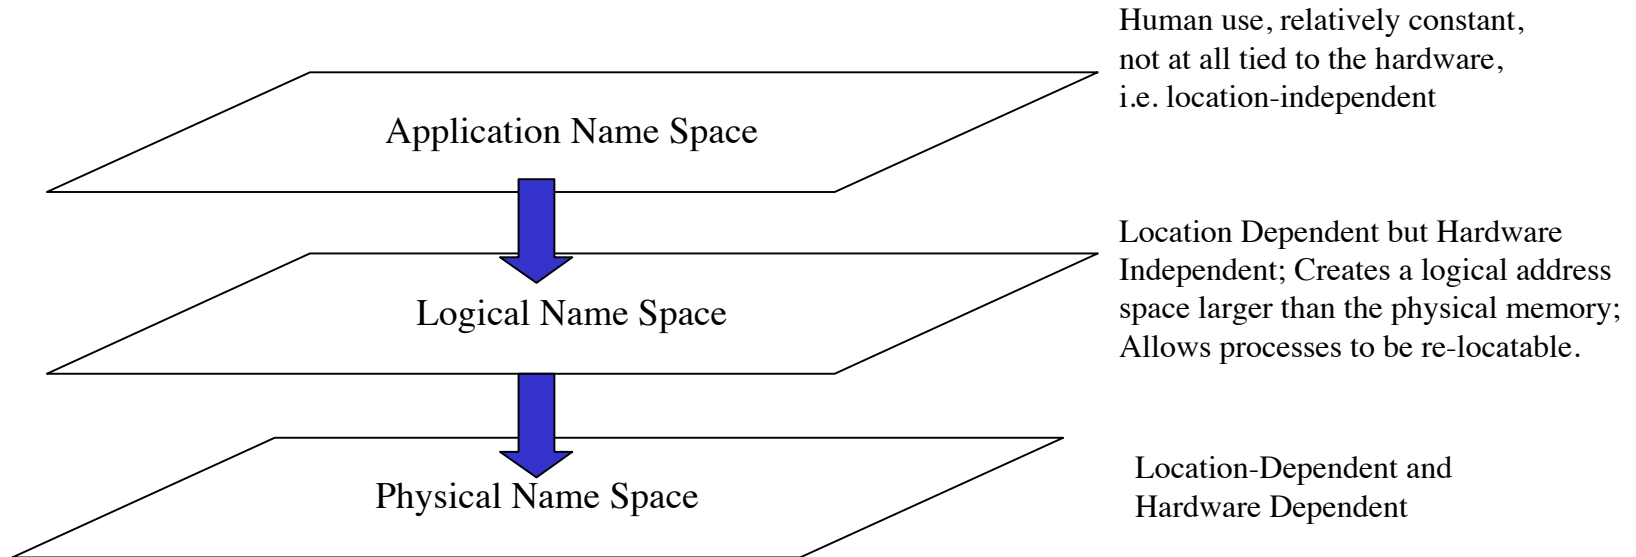 Human use, relatively constant,
not at all tied to the hardware,
i.e. location-independent
Application Name Space
Location Dependent but Hardware
Independent; Creates a logical address
space larger than the physical memory;
Allows processes to be re-locatable.
Logical Name Space
Location-Dependent and
Hardware Dependent
Physical Name Space